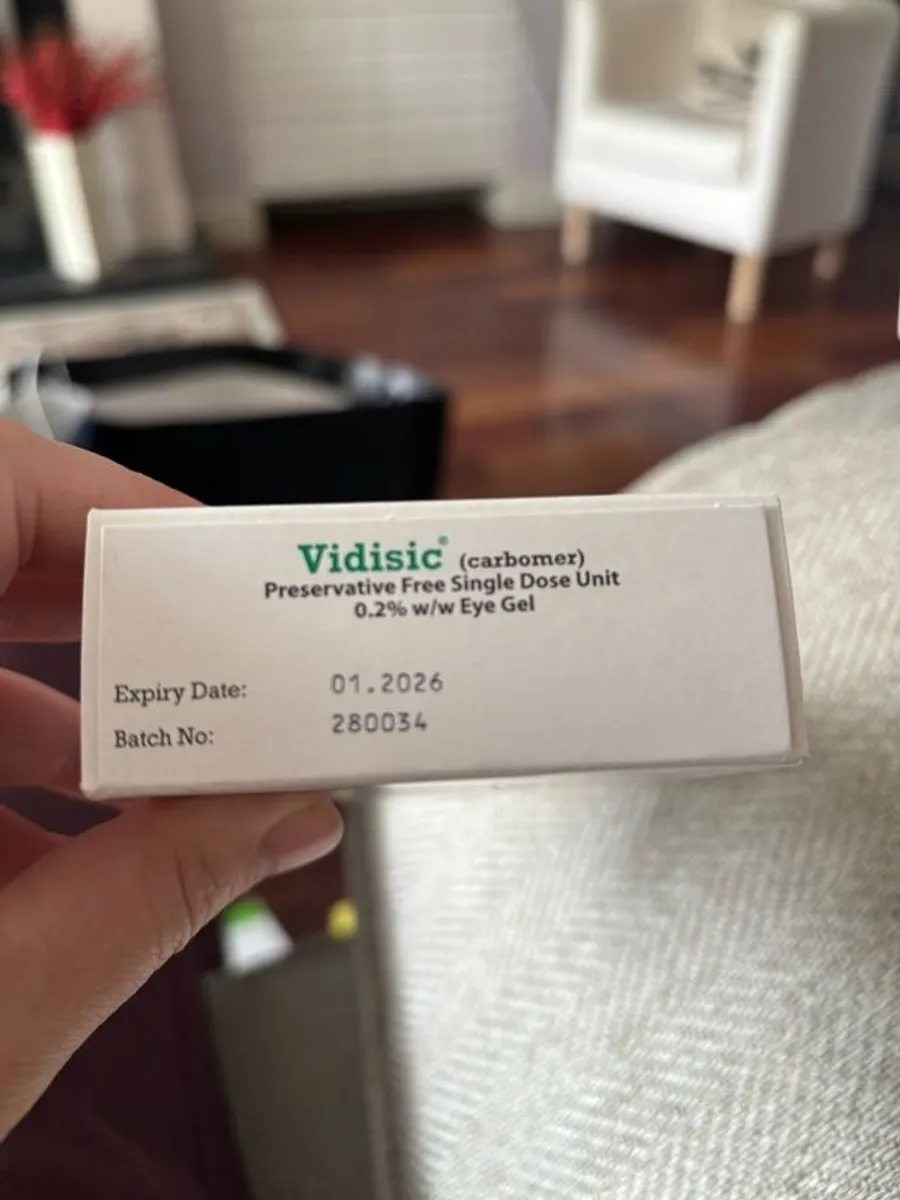 Vidisic® (carbomer)
Preservative Free Single Dose Unit
0.2% w/w Eye Gel
Expiry Date: 01.2026
Batch No: 280034